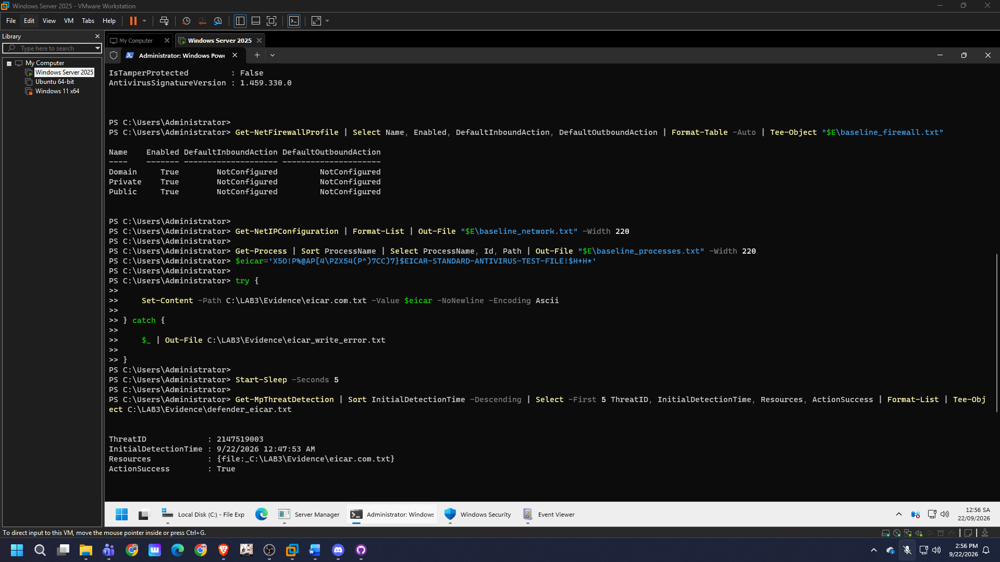 Windows Server 2025 - VMware Workstation
File Edit View VM Tabs Help
Library
Type here to search
My Computer
Windows Server 2025
Ubuntu 64-bit
Windows 11 x64
My Computer
Windows Server 2025
Administrator: Windows Powe
IsTamperProtected : False
AntivirusSignatureVersion : 1.459.330.0
PS C:\Users\Administrator>
PS C:\Users\Administrator> Get-NetFirewallProfile | Select Name, Enabled, DefaultInboundAction, DefaultOutboundAction | Format-Table -Auto | Tee-Object "$E\baseline_firewall.txt"
Name Enabled DefaultInboundAction DefaultOutboundAction
---- ------- -------------------- ---------------------
Domain True NotConfigured NotConfigured
Private True NotConfigured NotConfigured
Public True NotConfigured NotConfigured
PS C:\Users\Administrator>
PS C:\Users\Administrator> Get-NetIPConfiguration | Format-List | Out-File "$E\baseline_network.txt" -Width 220
PS C:\Users\Administrator>
PS C:\Users\Administrator> Get-Process | Sort ProcessName | Select ProcessName, Id, Path | Out-File "$E\baseline_processes.txt" -Width 220
PS C:\Users\Administrator> $eicar='X5O!P%@AP[4\PZX54(P^)7CC)7}$EICAR-STANDARD-ANTIVIRUS-TEST-FILE!$H+H*'
PS C:\Users\Administrator>
PS C:\Users\Administrator> try {
>>
>> Set-Content -Path C:\LAB3\Evidence\eicar.com.txt -Value $eicar -NoNewline -Encoding Ascii
>>
>> } catch {
>>
>> $_ | Out-File C:\LAB3\Evidence\eicar_write_error.txt
>>
>> }
PS C:\Users\Administrator>
PS C:\Users\Administrator> Start-Sleep -Seconds 5
PS C:\Users\Administrator>
PS C:\Users\Administrator> Get-MpThreatDetection | Sort InitialDetectionTime -Descending | Select -First 5 ThreatID, InitialDetectionTime, Resources, ActionSuccess | Format-List | Tee-Obj
ect C:\LAB3\Evidence\defender_eicar.txt
ThreatID : 2147519003
InitialDetectionTime : 9/22/2026 12:47:53 AM
Resources : {file:_C:\LAB3\Evidence\eicar.com.txt}
ActionSuccess : True
Local Disk (C:) - File Exp
Server Manager
Administrator: Windows
Windows Security
Event Viewer
12:56 SA
22/09/2026
To direct input to this VM, move the mouse pointer inside or press Ctrl+G.
2:56 PM
9/22/2026